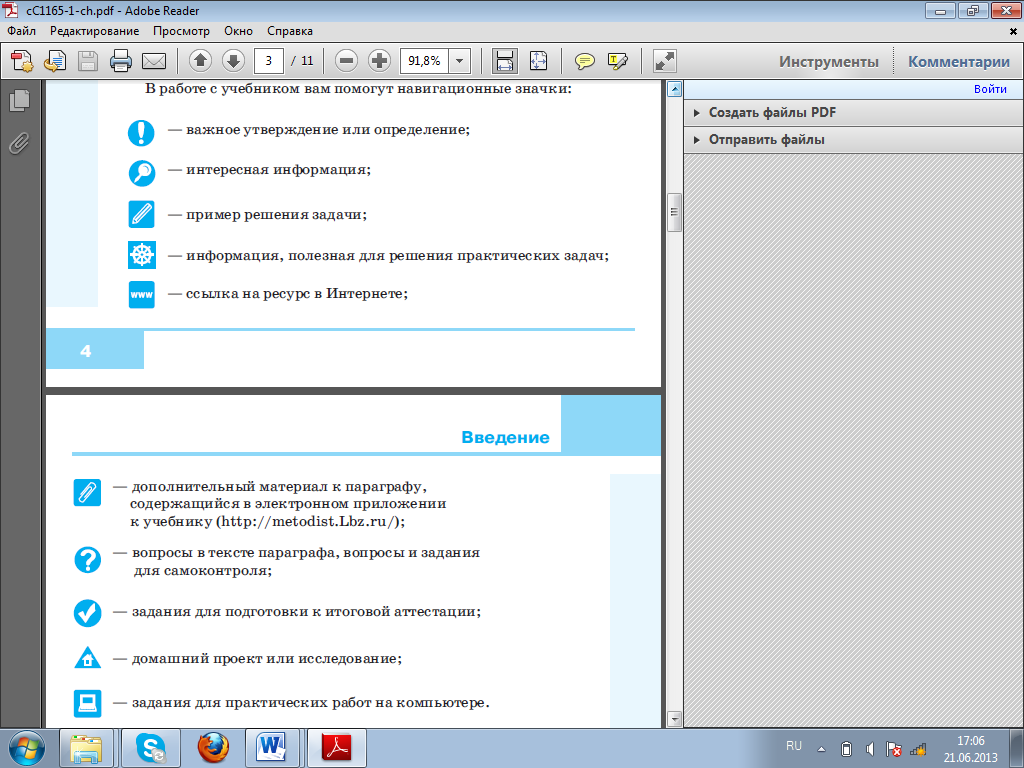 cC1165-1-ch.pdf - Adobe Reader
Файл Редактирование Просмотр Окно Справка
3 / 11 91,8% Инструменты Комментарии
Войти
Создать файлы PDF
Отправить файлы
В работе с учебником вам помогут навигационные значки:
— важное утверждение или определение;
— интересная информация;
— пример решения задачи;
— информация, полезная для решения практических задач;
www — ссылка на ресурс в Интернете;
4
Введение
— дополнительный материал к параграфу,
содержащийся в электронном приложении
к учебнику (http://metodist.Lbz.ru/);
— вопросы в тексте параграфа, вопросы и задания
для самоконтроля;
— задания для подготовки к итоговой аттестации;
— домашний проект или исследование;
— задания для практических работ на компьютере.
RU 17:06
21.06.2013